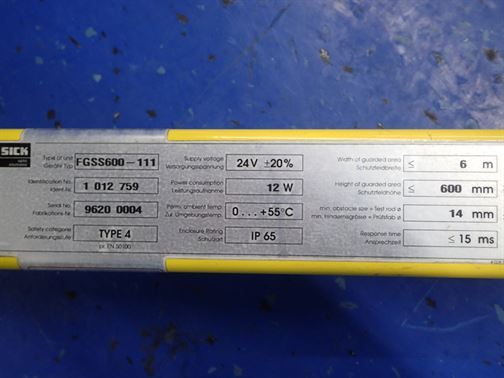 SICK
optic
electronic
Type of unit
Geräte Typ
FGSS600-111
Identification No.
Ident-Nr.
1 012 759
Serial No.
Fabrikations-Nr.
9620 0004
Safety category
Anforderungsstufe
TYPE 4
pr. EN 50100
Supply voltage
Versorgungsspannung
24V ±20%
Power consumption
Leistungsaufnahme
12 W
Perm. ambient temp.
Zul. Umgebungstemp.
0...+55°C
Enclosure Rating
Schutzart
IP 65
Width of guarded area
Schutzfeldbreite
≤ 6 m
Height of guarded area
Schutzfeldhöhe
≤ 600 mm
min. obstacle size = Test rod ø
min. Hindernisgrösse = Prüfstab ø
14 mm
Response time
Ansprechzeit
≤ 15 ms